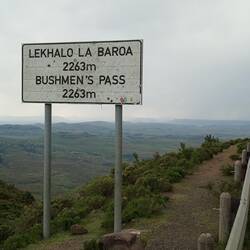 LEKHALO LA BAROA
2263m
BUSHMEN'S PASS
2263m